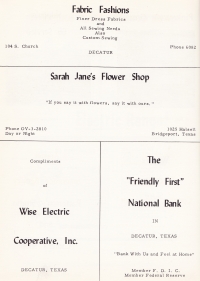 Fabric Fashions
Finer Dress Fabrics
and
All Sewing Needs
Also
Custom Sewing
104 S. Church
Phone 6992
DECATUR
Sarah Jane's Flower Shop
"If you say it with flowers, say it with ours."
Phone OV-3-2810
Day or Night
1025 Halsell
Bridgeport, Texas
Compliments
of
Wise Electric
Cooperative, Inc.
DECATUR, TEXAS
The
"Friendly First"
National Bank
IN
DECATUR, TEXAS
"Bank With Us and Feel at Home"
Member F. D. I. C.
Member Federal Reserve